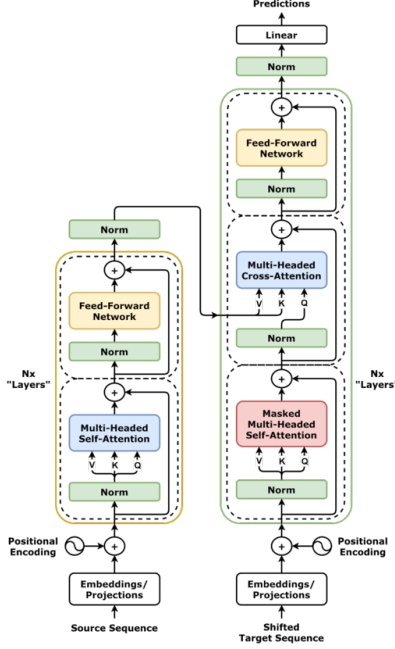 Predictions
Linear
Norm
Feed-Forward
Network
Norm
Multi-Headed
Cross-Attention
V K Q
Norm
Masked
Multi-Headed
Self-Attention
V K Q
Norm
Nx
"Layers"
Positional
Encoding
Embeddings/
Projections
Shifted
Target Sequence
Norm
Feed-Forward
Network
Norm
Multi-Headed
Self-Attention
V K Q
Norm
Nx
"Layers"
Positional
Encoding
Embeddings/
Projections
Source Sequence